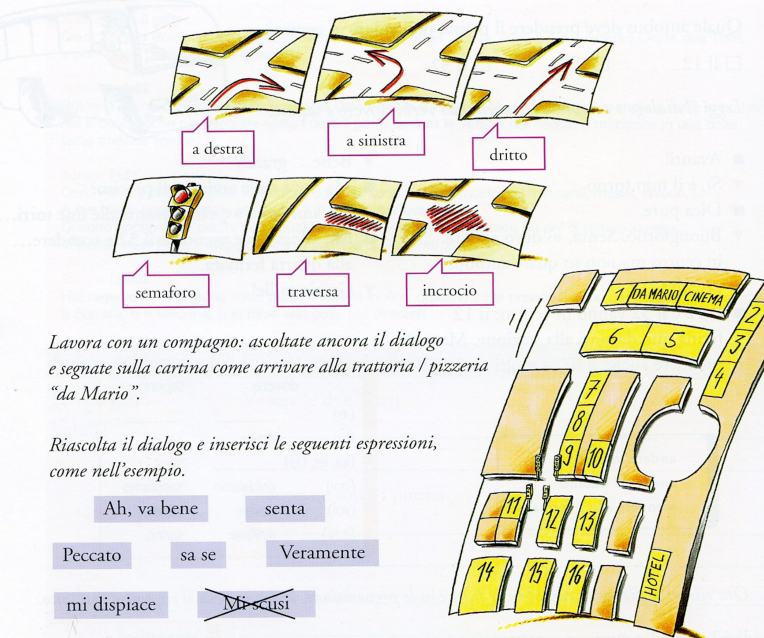 a destra
a sinistra
dritto
semaforo
traversa
incrocio
1 DA MARIO CINEMA
2
6 5
3
4
7
8
9 10
11
12 13
14 15 16
HOTEL
Lavora con un compagno: ascoltate ancora il dialogo
e segnate sulla cartina come arrivare alla trattoria / pizzeria
“da Mario”.
Riascolta il dialogo e inserisci le seguenti espressioni,
come nell’esempio.
Ah, va bene senta
Peccato sa se Veramente
mi dispiace Mi scusi